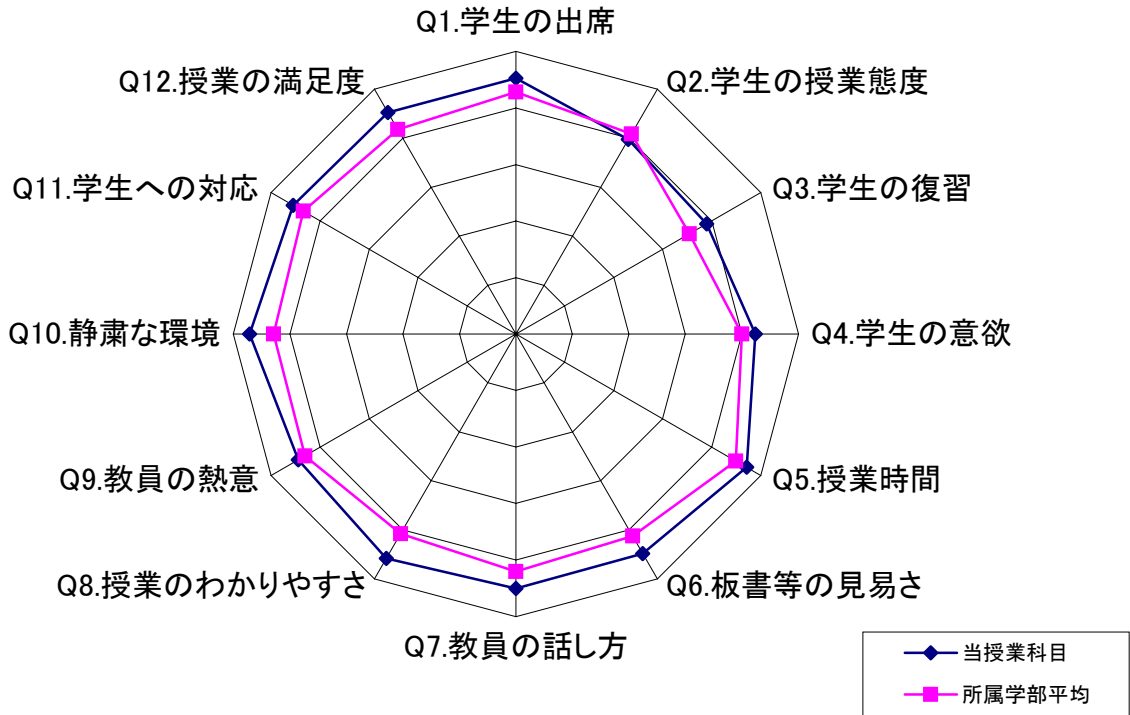 Q1.学生の出席
Q2.学生の授業態度
Q3.学生の復習
Q4.学生の意欲
Q5.授業時間
Q6.板書等の見易さ
Q7.教員の話し方
Q8.授業のわかりやすさ
Q9.教員の熱意
Q10.静粛な環境
Q11.学生への対応
Q12.授業の満足度
当授業科目
所属学部平均